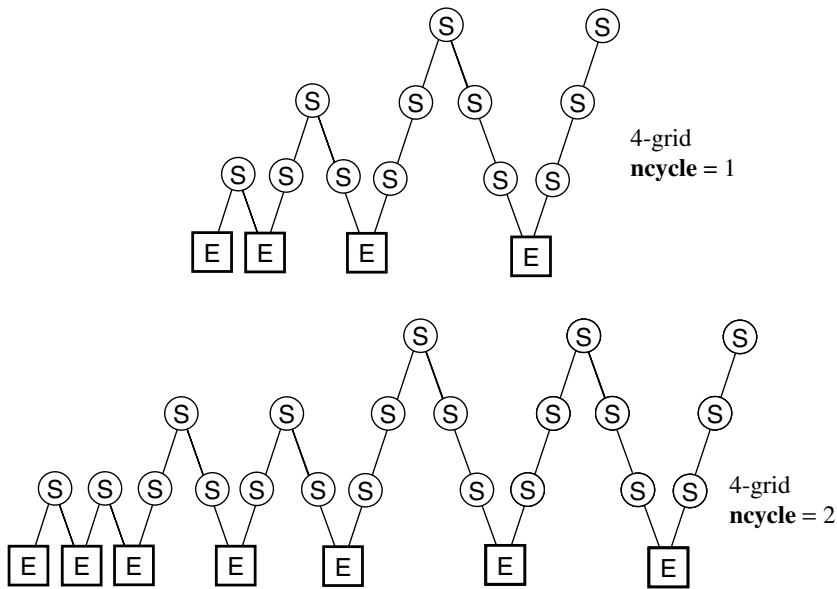 S S
S S S S
4-grid
ncycle = 1
S S S S S S
E E E E
S S S
S S S S S S S
S S S S S S S S S S S
4-grid
ncycle = 2
E E E E E E E